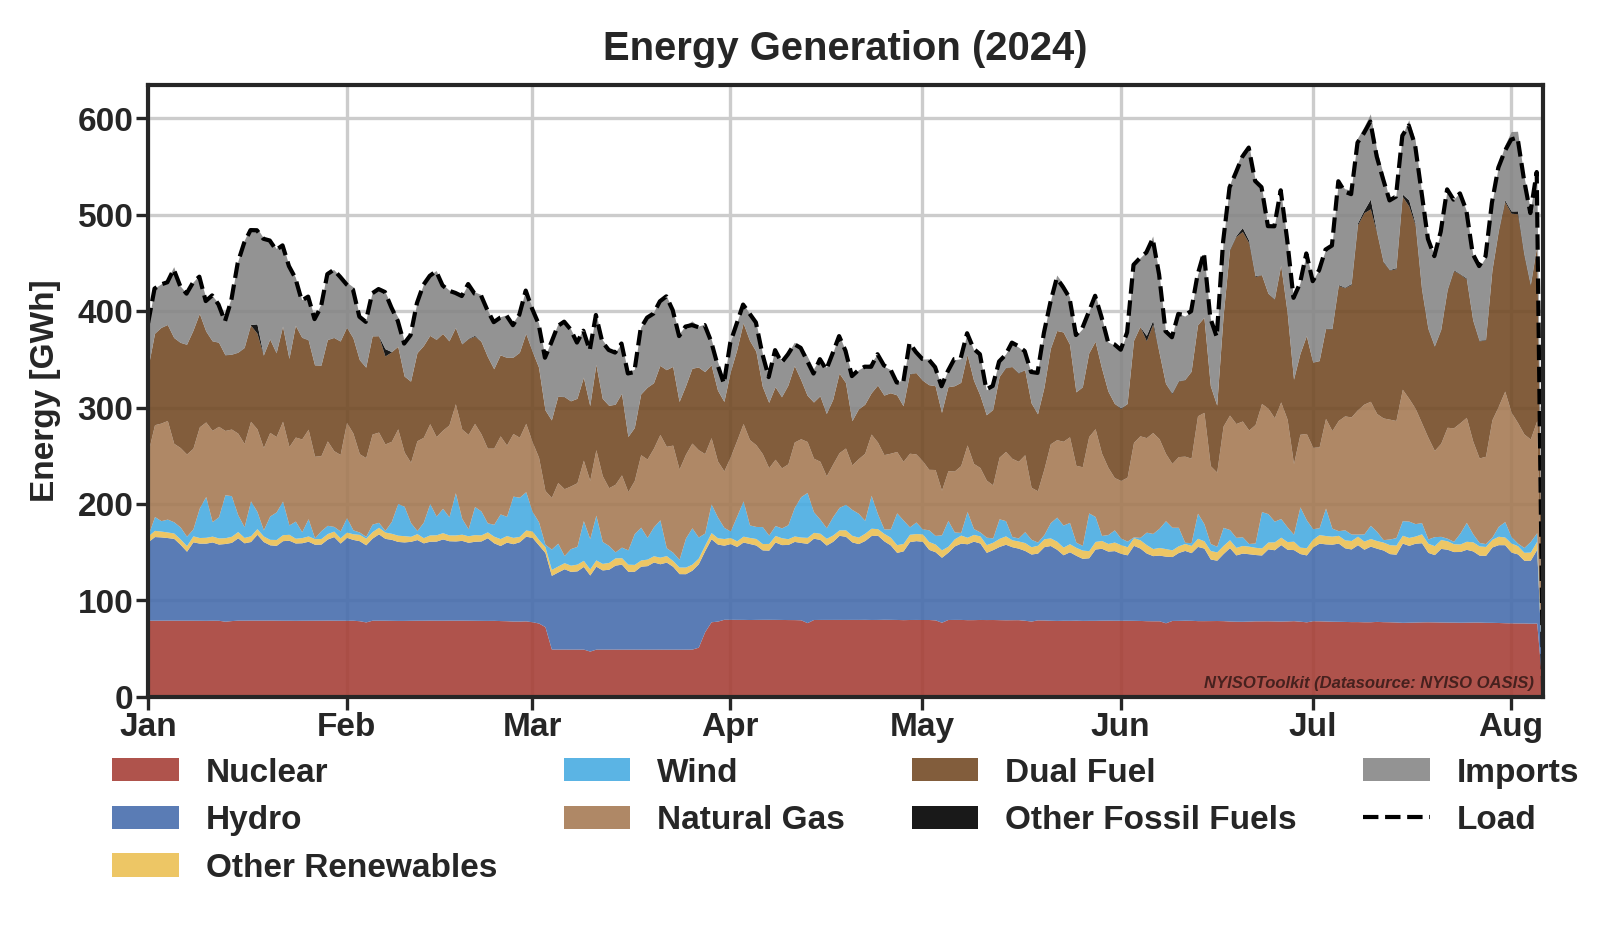 Energy Generation (2024)
Energy [GWh]
600
500
400
300
200
100
0
NYISOToolkit (Datasource: NYISO OASIS)
Jan Feb Mar Apr May Jun Jul Aug
Nuclear Wind Dual Fuel Imports
Hydro Natural Gas Other Fossil Fuels Load
Other Renewables